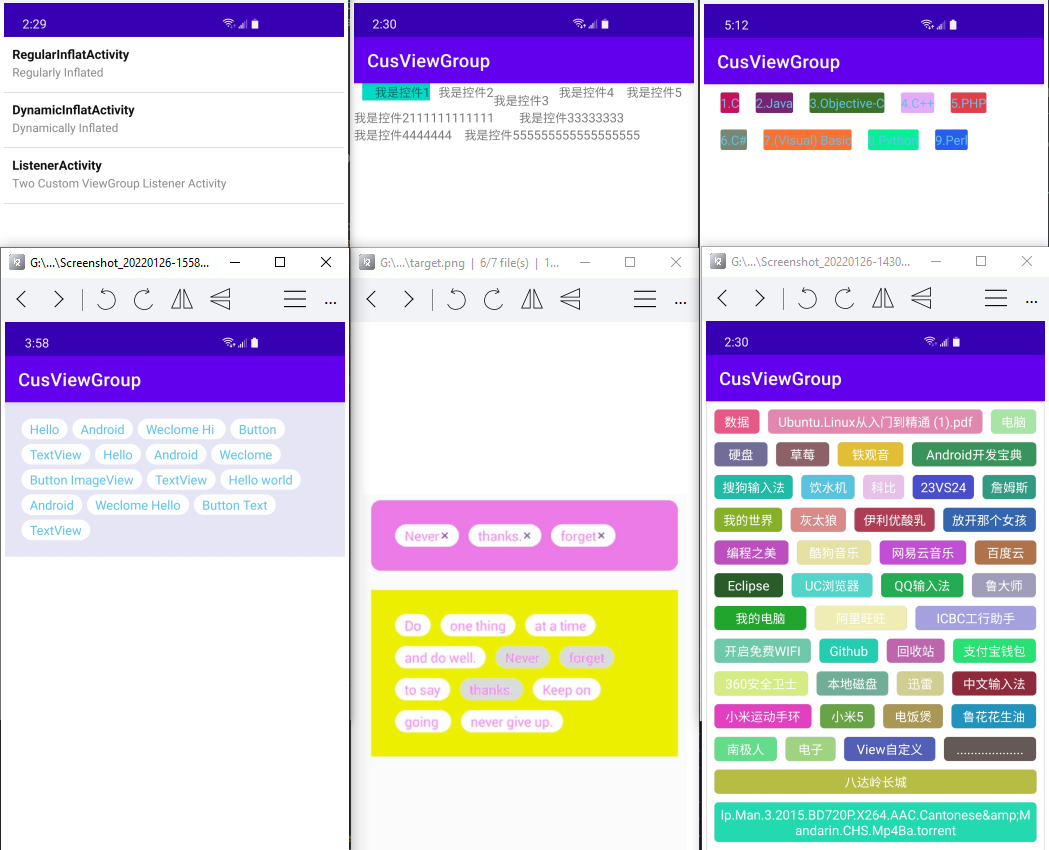 2:29
RegularInflatActivity
Regularly Inflated
DynamicInflatActivity
Dynamically Inflated
ListenerActivity
Two Custom ViewGroup Listener Activity
2:30
CusViewGroup
我是控件1 我是控件2 我是控件3 我是控件4 我是控件5
我是控件2111111111111 我是控件33333333
我是控件4444444 我是控件555555555555555555
5:12
CusViewGroup
1.C 2.Java 3.Objective-C 4.C++ 5.PHP
6.C# 7.(Visual) Basic 8.Python 9.Perl
G:\...\Screenshot_20220126-1558...
...
3:58
CusViewGroup
Hello Android Weclome Hi Button
TextView Hello Android Weclome
Button ImageView TextView Hello world
Android Weclome Hello Button Text
TextView
G:\...\target.png | 6/7 file(s) | 1...
...
Never× thanks.× forget×
Do one thing at a time
and do well. Never forget
to say thanks. Keep on
going never give up.
G:\...\Screenshot_20220126-1430...
...
2:30
CusViewGroup
数据 Ubuntu.Linux从入门到精通 (1).pdf 电脑
硬盘 草莓 铁观音 Android开发宝典
搜狗输入法 饮水机 科比 23VS24 詹姆斯
我的世界 灰太狼 伊利优酸乳 放开那个女孩
编程之美 酷狗音乐 网易云音乐 百度云
Eclipse UC浏览器 QQ输入法 鲁大师
我的电脑 阿里旺旺 ICBC工行助手
开启免费WIFI Github 回收站 支付宝钱包
360安全卫士 本地磁盘 迅雷 中文输入法
小米运动手环 小米5 电饭煲 鲁花花生油
南极人 电子 View自定义 ...................
八达岭长城
Ip.Man.3.2015.BD720P.X264.AAC.Cantonese&amp;M
andarin.CHS.Mp4Ba.torrent